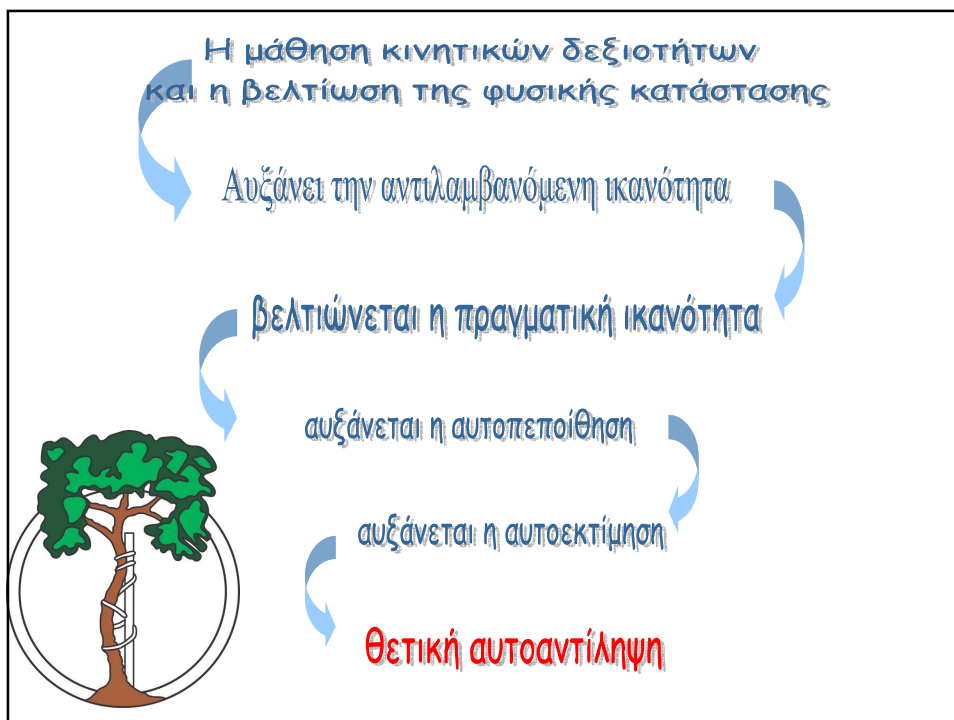 Η μάθηση κινητικών δεξιοτήτων
και η βελτίωση της φυσικής κατάστασης
Αυξάνει την αντιλαμβανόμενη ικανότητα
βελτιώνεται η πραγματική ικανότητα
αυξάνεται η αυτοπεποίθηση
αυξάνεται η αυτοεκτίμηση
θετική αυτοαντίληψη